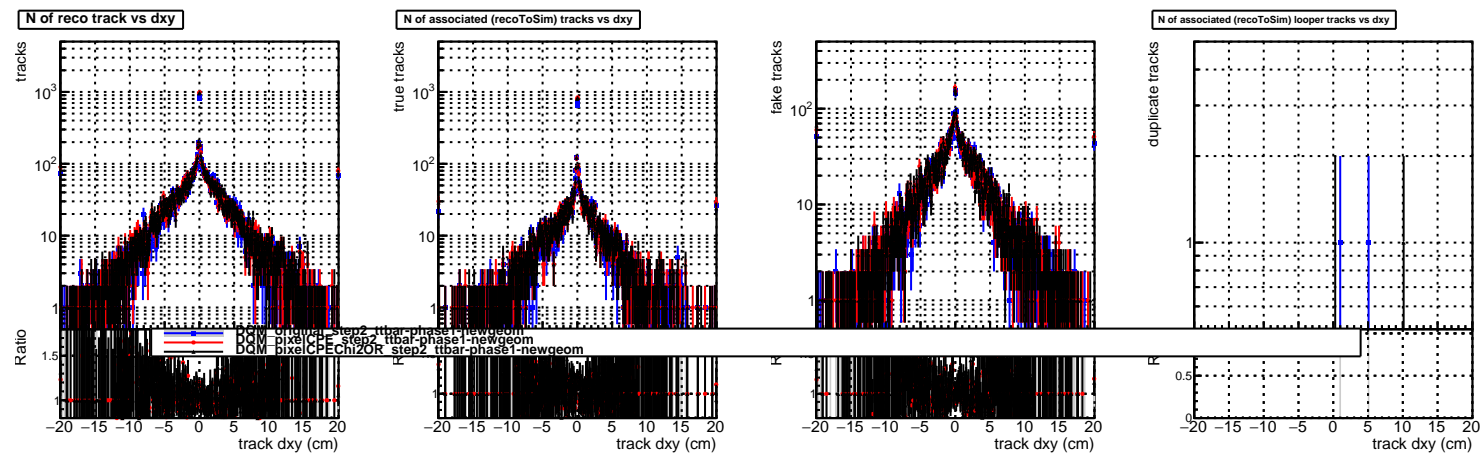 N of reco track vs dxy
tracks
10³
10²
10
1
Ratio
1.5
1
−20 −15 −10 −5 0 5 10 15 20
track dxy (cm)
N of associated (recoToSim) tracks vs dxy
true tracks
10³
10²
10
1
1
−20 −15 −10 −5 0 5 10 15 20
track dxy (cm)
fake tracks
10²
10
1
1
−20 −15 −10 −5 0 5 10 15 20
track dxy (cm)
N of associated (recoToSim) looper tracks vs dxy
duplicate tracks
1
0.5
0
−20 −15 −10 −5 0 5 10 15 20
track dxy (cm)
DQM_original_step2_ttbar-phase1-newgeom
DQM_pixelCPE_step2_ttbar-phase1-newgeom
DQM_pixelCPEChi2OR_step2_ttbar-phase1-newgeom